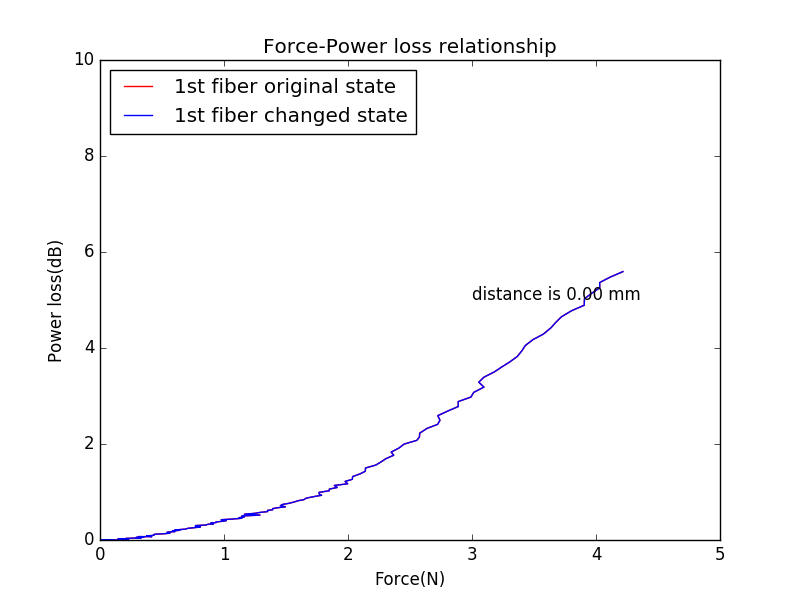 Force-Power loss relationship
10
8
6
4
2
0
Power loss(dB)
1st fiber original state
1st fiber changed state
distance is 0.00 mm
0 1 2 3 4 5
Force(N)